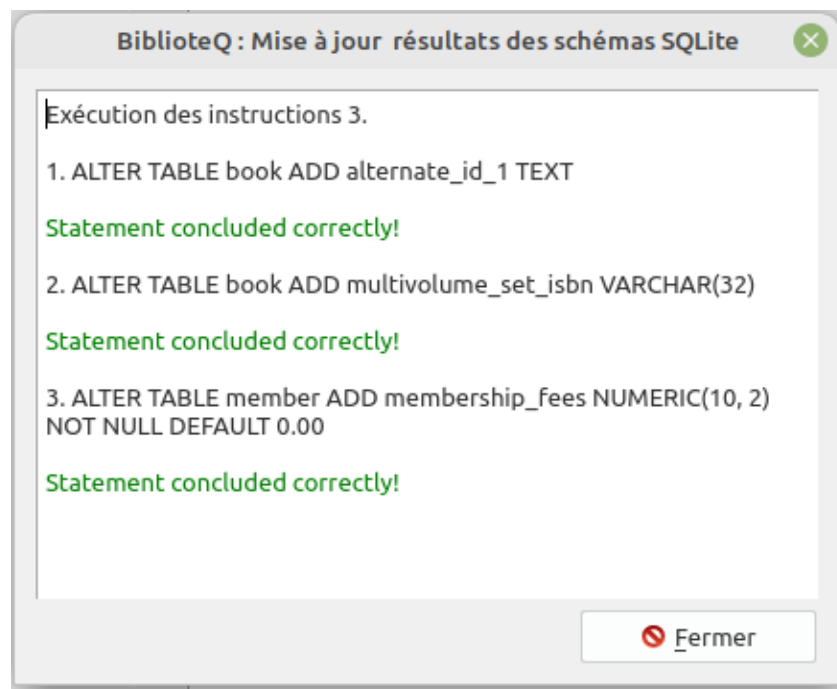 BiblioteQ : Mise à jour  résultats des schémas SQLite
Exécution des instructions 3.
1. ALTER TABLE book ADD alternate_id_1 TEXT
Statement concluded correctly!
2. ALTER TABLE book ADD multivolume_set_isbn VARCHAR(32)
Statement concluded correctly!
3. ALTER TABLE member ADD membership_fees NUMERIC(10, 2)
NOT NULL DEFAULT 0.00
Statement concluded correctly!
Fermer